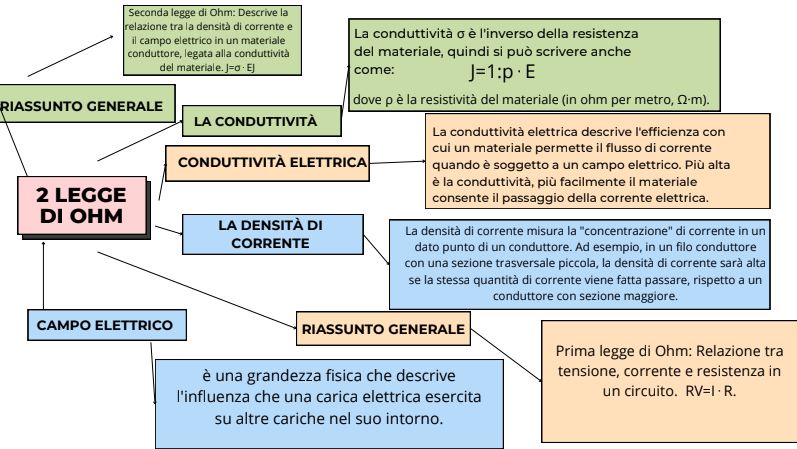 Seconda legge di Ohm: Descrive la
relazione tra la densità di corrente e
il campo elettrico in un materiale
conduttore, legata alla conduttività
del materiale. J=σ⋅EJ
RIASSUNTO GENERALE
La conduttività σ è l'inverso della resistenza
del materiale, quindi si può scrivere anche
come: J=1:p⋅E
dove ρ è la resistività del materiale (in ohm per metro, Ω·m).
LA CONDUTTIVITÀ
CONDUTTIVITÀ ELETTRICA
La conduttività elettrica descrive l'efficienza con
cui un materiale permette il flusso di corrente
quando è soggetto a un campo elettrico. Più alta
è la conduttività, più facilmente il materiale
consente il passaggio della corrente elettrica.
2 LEGGE
DI OHM
LA DENSITÀ DI
CORRENTE
La densità di corrente misura la "concentrazione" di corrente in un
dato punto di un conduttore. Ad esempio, in un filo conduttore
con una sezione trasversale piccola, la densità di corrente sarà alta
se la stessa quantità di corrente viene fatta passare, rispetto a un
conduttore con sezione maggiore.
CAMPO ELETTRICO
RIASSUNTO GENERALE
Prima legge di Ohm: Relazione tra
tensione, corrente e resistenza in
un circuito. RV=I⋅R.
è una grandezza fisica che descrive
l'influenza che una carica elettrica esercita
su altre cariche nel suo intorno.